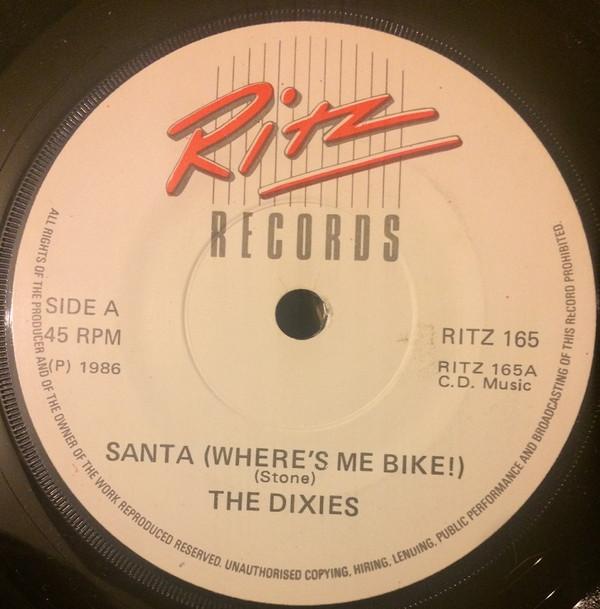 Ritz
RECORDS
SIDE A
45 RPM
(P) 1986
RITZ 165
RITZ 165A
C.D. Music
SANTA (WHERE'S ME BIKE!)
(Stone)
THE DIXIES
ALL RIGHTS OF THE PRODUCER AND OF THE OWNER OF THE WORK REPRODUCED RESERVED. UNAUTHORISED COPYING, HIRING, LENUING, PUBLIC PERFORMANCE AND BROADCASTING OF THIS RECORD PROHIBITED.